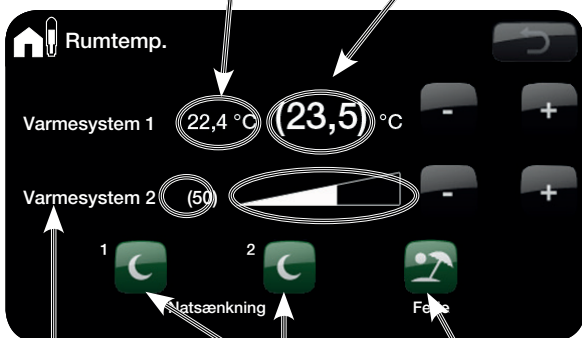 Rumtemp.
Varmesystem 1 22,4 °C (23,5) °C - +
Varmesystem 2 (50) - +
1 2
Natsænkning Ferie